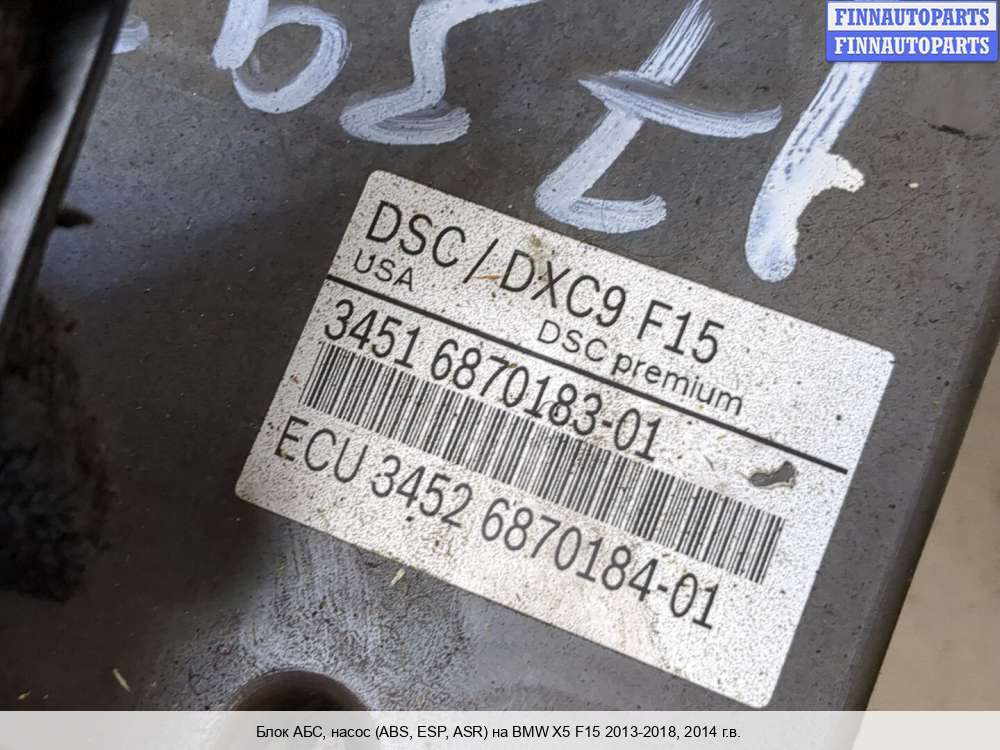 FINNAUTOPARTS
FINNAUTOPARTS
DSC / DXC9 F15
USA
DSC premium
3451 6870183-01
ECU 3452 6870184-01
Блок АБС, насос (ABS, ESP, ASR) на BMW X5 F15 2013-2018, 2014 г.в.